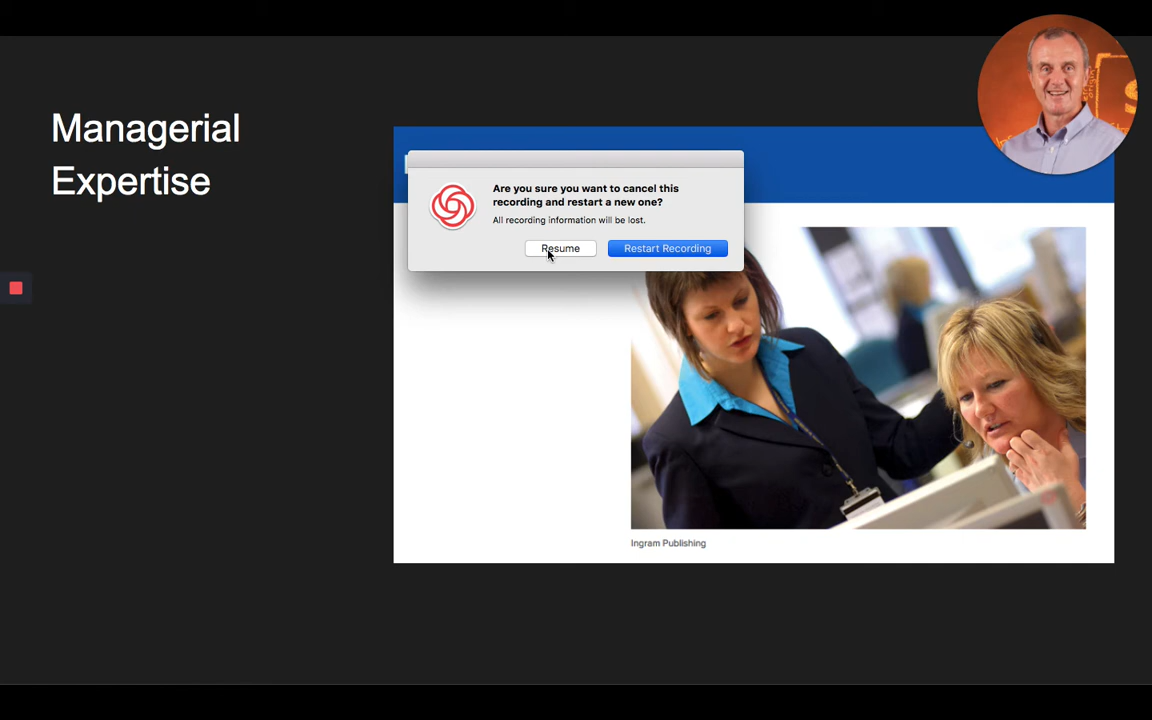 Managerial
Expertise
Are you sure you want to cancel this
recording and restart a new one?
All recording information will be lost.
Resume
Restart Recording
Ingram Publishing